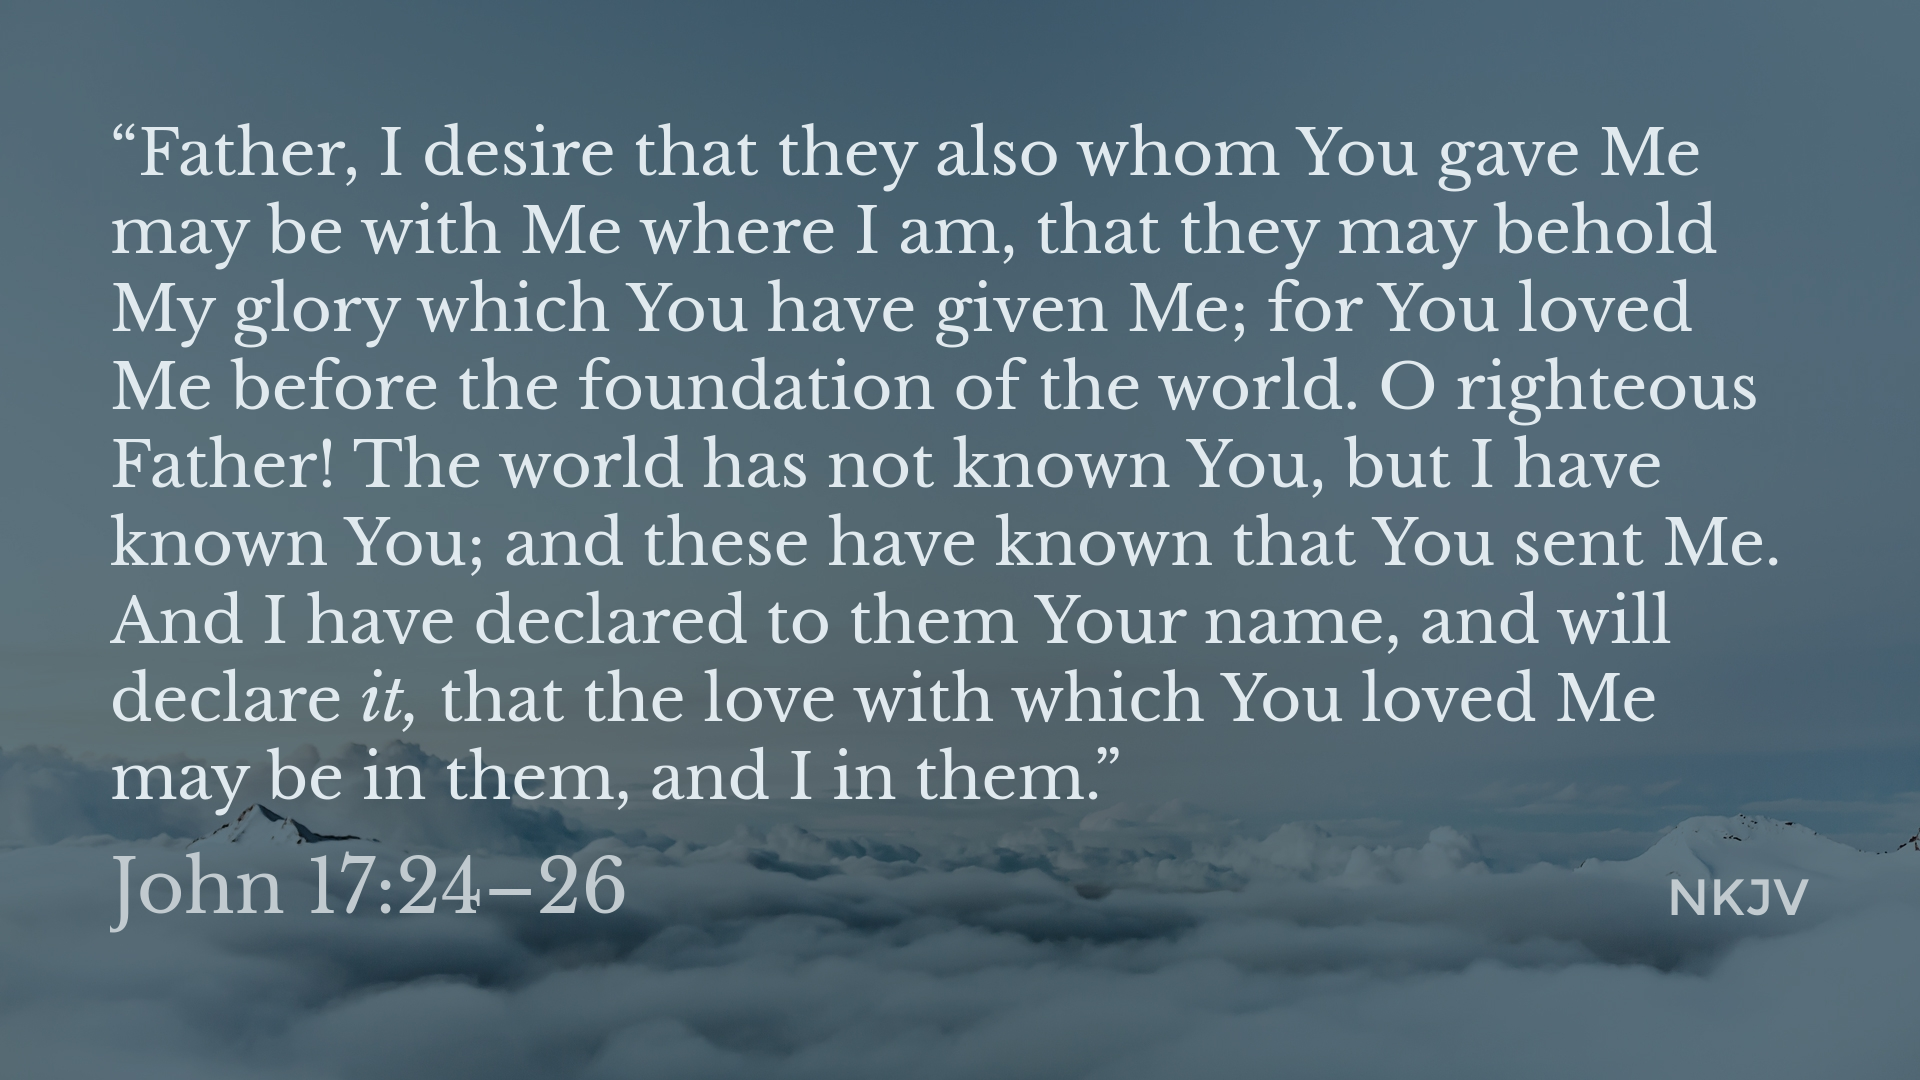 “Father, I desire that they also whom You gave Me
may be with Me where I am, that they may behold
My glory which You have given Me; for You loved
Me before the foundation of the world. O righteous
Father! The world has not known You, but I have
known You; and these have known that You sent Me.
And I have declared to them Your name, and will
declare it, that the love with which You loved Me
may be in them, and I in them.”
John 17:24–26
NKJV